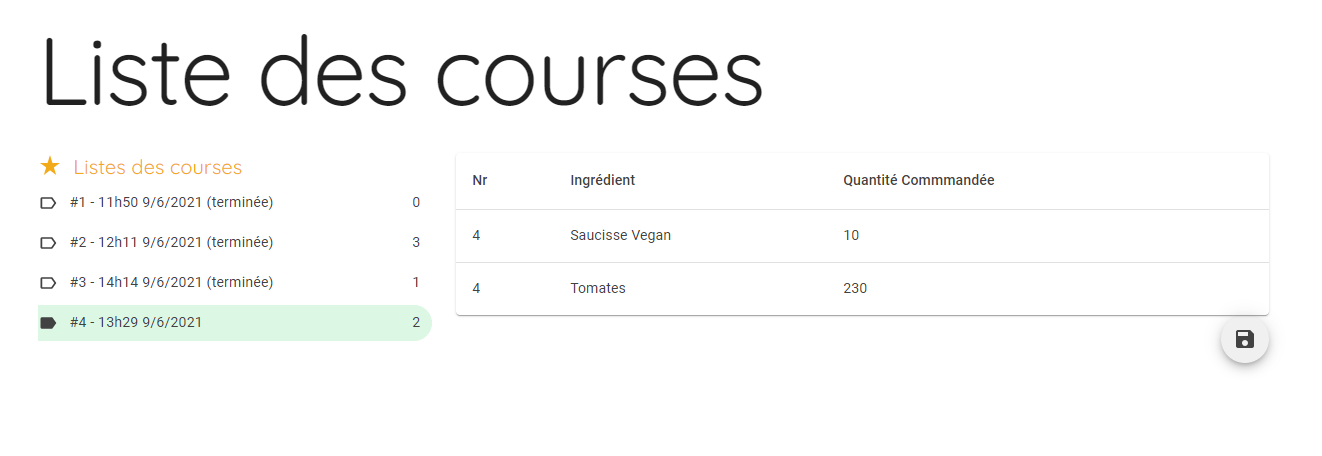 Liste des courses
Listes des courses
#1 - 11h50 9/6/2021 (terminée) 0
#2 - 12h11 9/6/2021 (terminée) 3
#3 - 14h14 9/6/2021 (terminée) 1
#4 - 13h29 9/6/2021 2
Nr Ingrédient Quantité Commmandée
4 Saucisse Vegan 10
4 Tomates 230